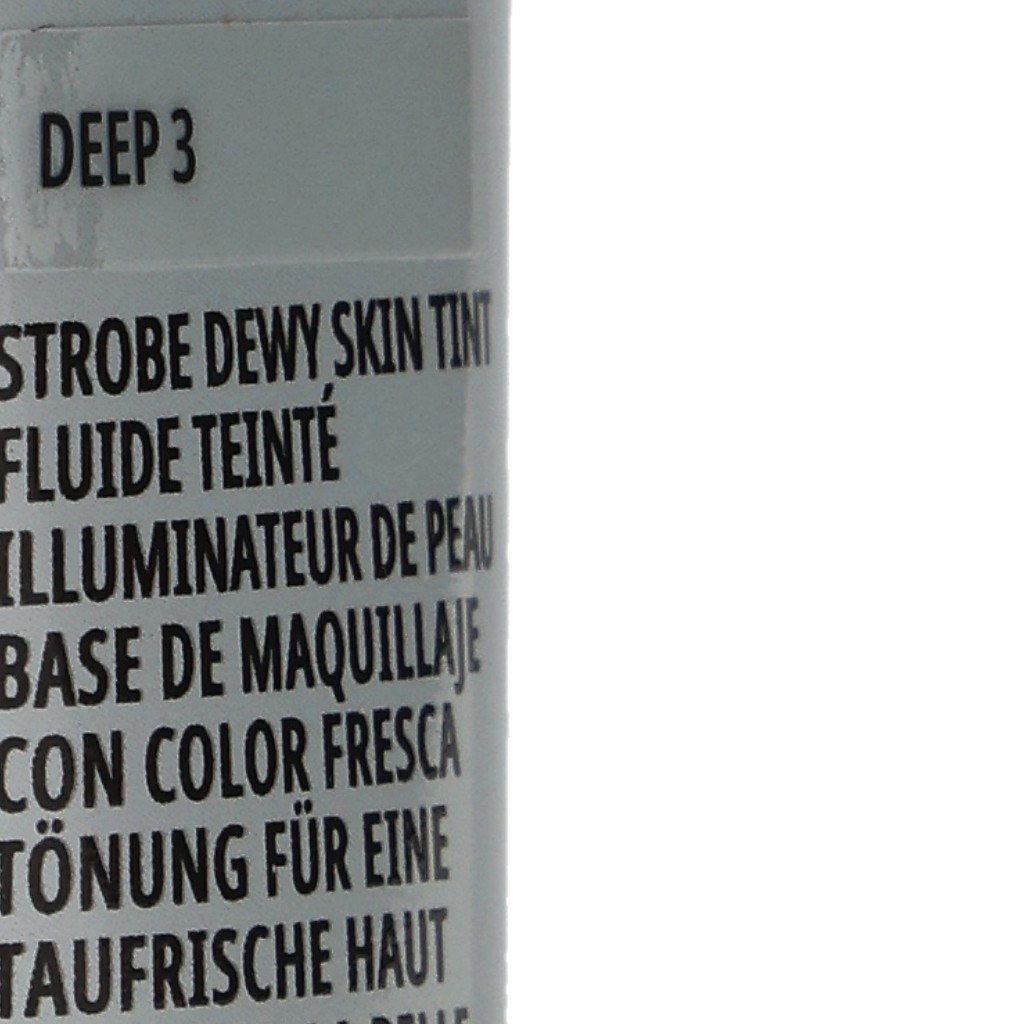 DEEP 3
STROBE DEWY SKIN TINT
FLUIDE TEINTÉ
ILLUMINATEUR DE PEAU
BASE DE MAQUILLAJE
CON COLOR FRESCA
TÖNUNG FÜR EINE
TAUFRISCHE HAUT